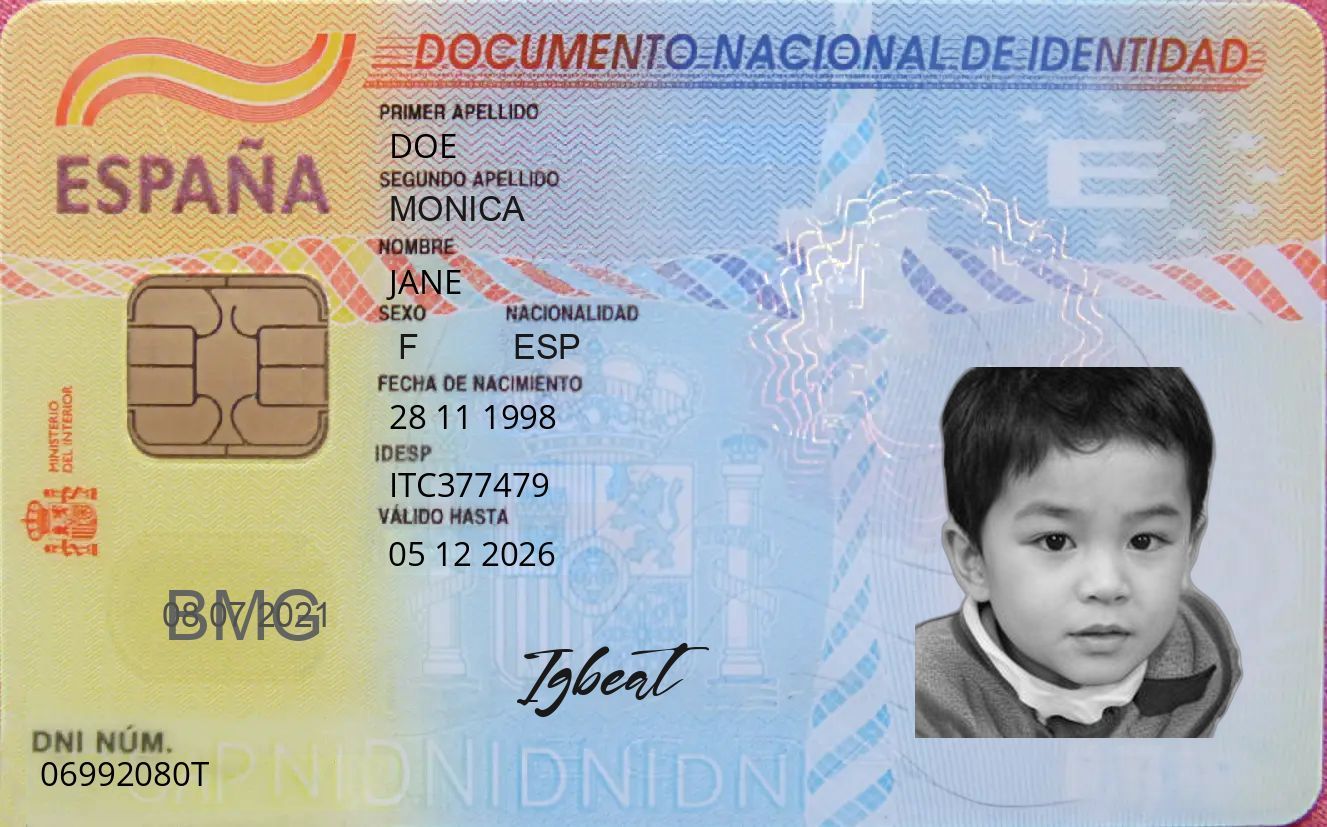 DOCUMENTO NACIONAL DE IDENTIDAD
ESPAÑA
PRIMER APELLIDO
DOE
SEGUNDO APELLIDO
MONICA
NOMBRE
JANE
SEXO NACIONALIDAD
F ESP
FECHA DE NACIMIENTO
28 11 1998
IDESP
ITC377479
VÁLIDO HASTA
05 12 2026
MINISTERIO
DEL INTERIOR
E
08 07 2021
BMG
Igbeat
DNI NÚM.
06992080T
DNIDNIDNIDN